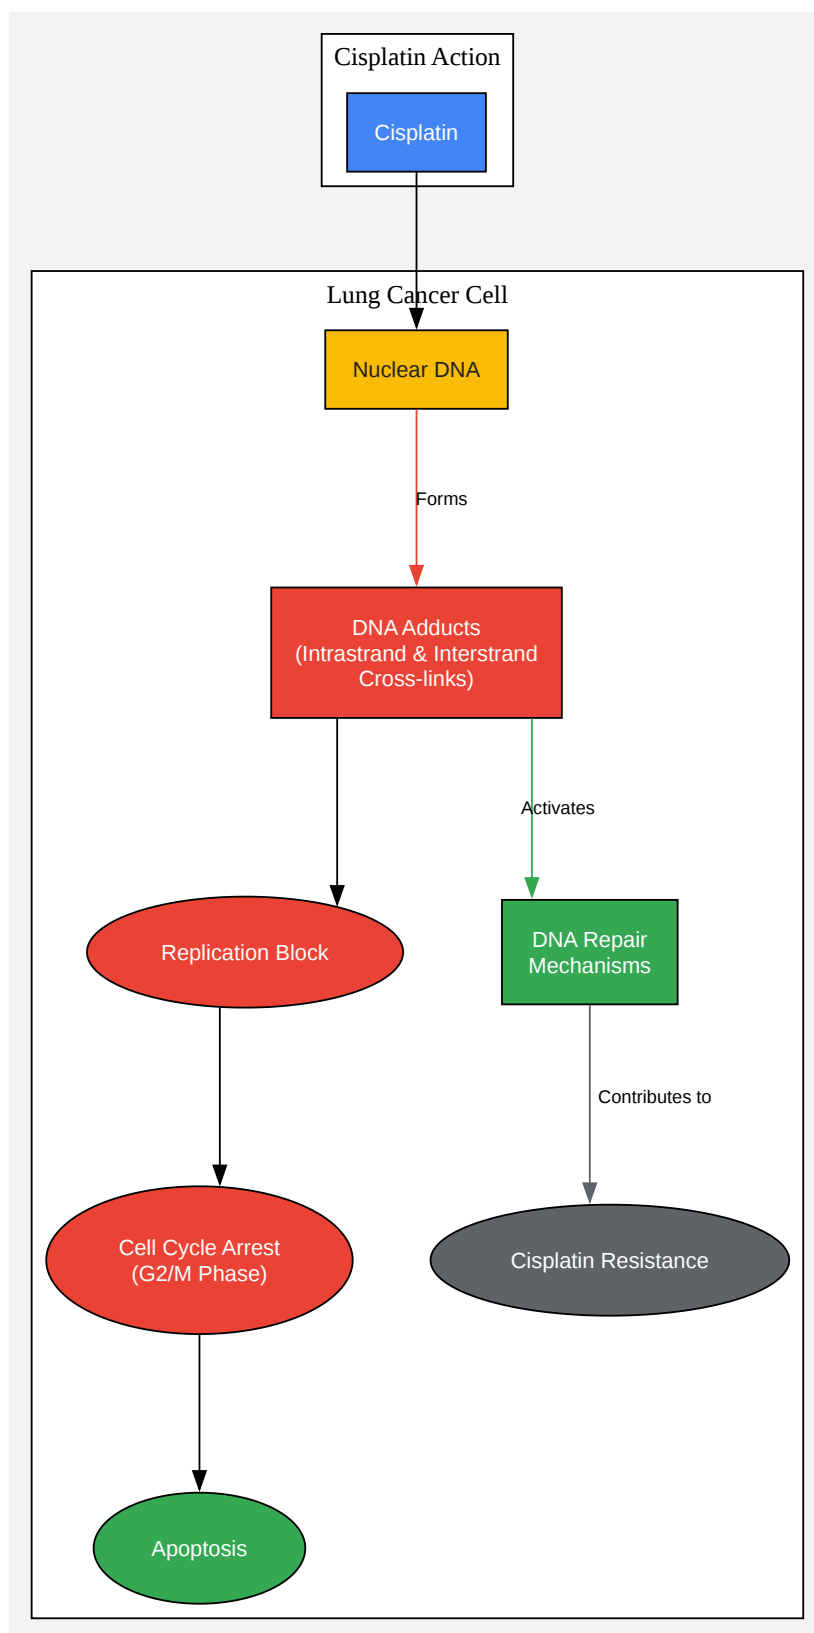 Cisplatin Action
Cisplatin
Lung Cancer Cell
Nuclear DNA
Forms
DNA Adducts
(Intrastrand & Interstrand
Cross-links)
Activates
Replication Block
DNA Repair
Mechanisms
Contributes to
Cell Cycle Arrest
(G2/M Phase)
Cisplatin Resistance
Apoptosis